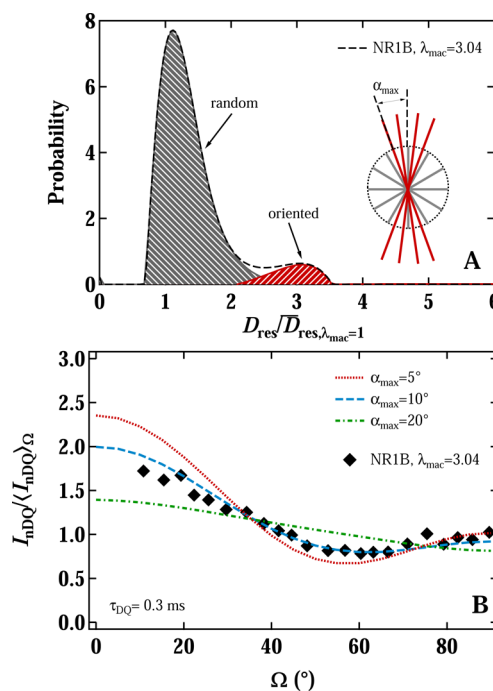 8
6
4
2
0
Probability
NR1B, λmac=3.04
αmax
random
oriented
A
0
1
2
3
4
5
6
Dres/D̅res,λmac=1
3.0
2.5
2.0
1.5
1.0
0.5
0.0
InDQ/⟨InDQ⟩Ω
αmax=5°
αmax=10°
αmax=20°
NR1B, λmac=3.04
τDQ= 0.3 ms
B
0
20
40
60
80
Ω (°)